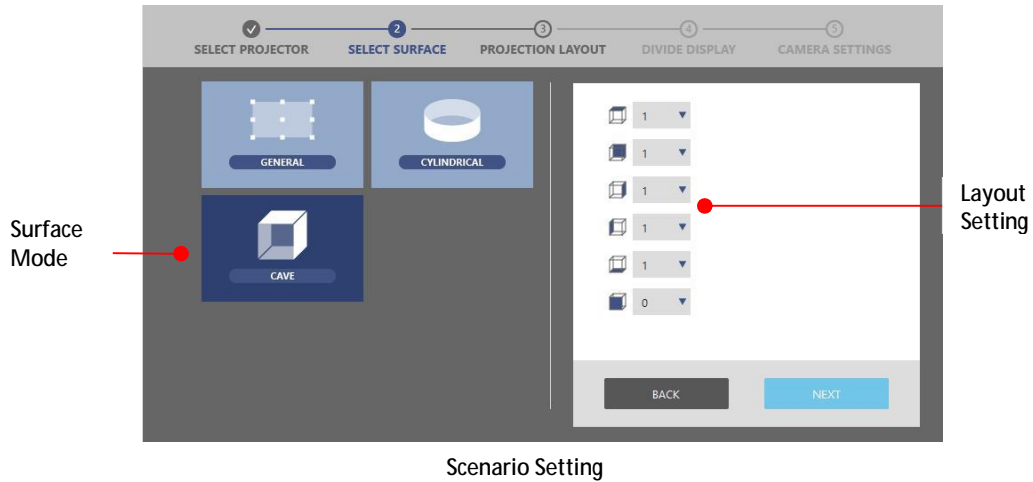 2 3 4 5
SELECT PROJECTOR SELECT SURFACE PROJECTION LAYOUT DIVIDE DISPLAY CAMERA SETTINGS
GENERAL CYLINDRICAL
CAVE
1
1
1
1
1
0
BACK NEXT
Surface
Mode
Layout
Setting
Scenario Setting